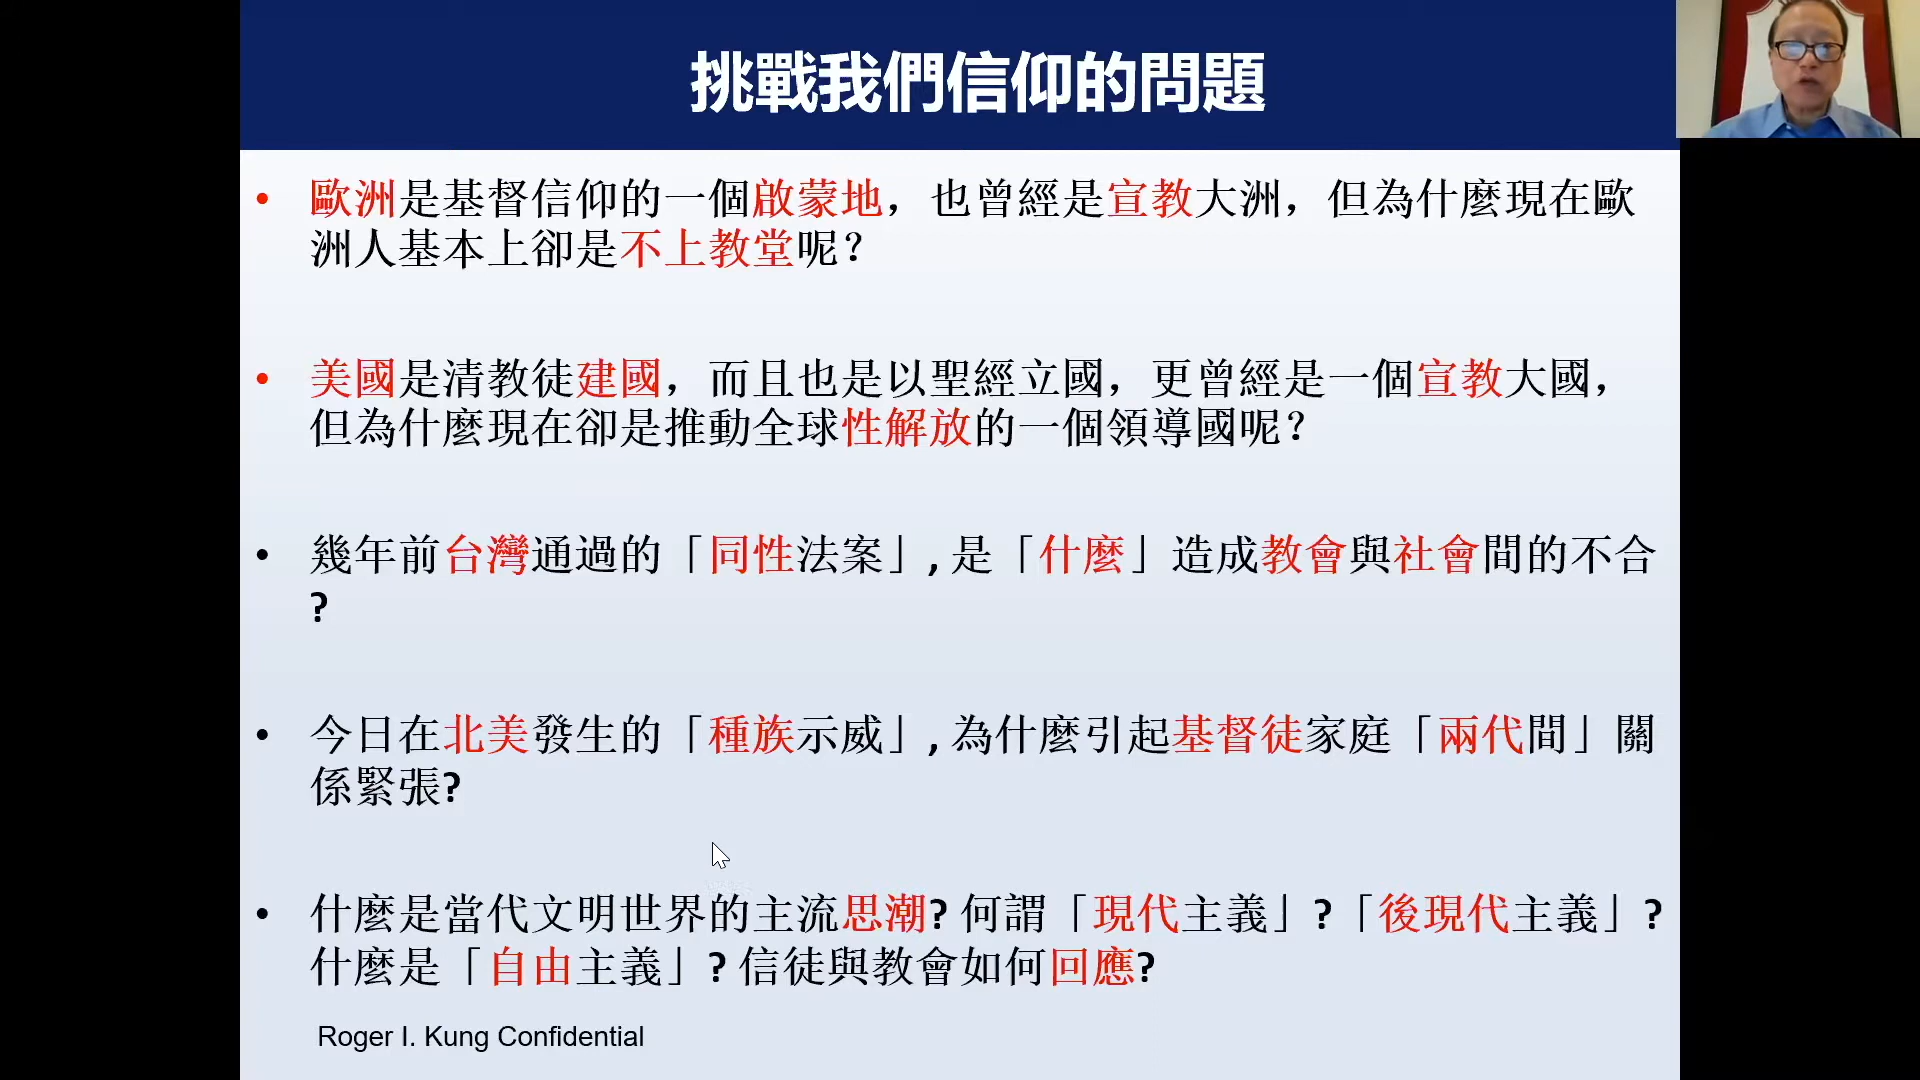 挑戰我們信仰的問題
• 歐洲是基督信仰的一個啟蒙地，也曾經是宣教大洲，但為什麼現在歐
洲人基本上卻是不上教堂呢？
• 美國是清教徒建國，而且也是以聖經立國，更曾經是一個宣教大國，
但為什麼現在卻是推動全球性解放的一個領導國呢？
• 幾年前台灣通過的「同性法案」, 是「什麼」造成教會與社會間的不合
?
• 今日在北美發生的「種族示威」, 為什麼引起基督徒家庭「兩代間」關
係緊張?
• 什麼是當代文明世界的主流思潮? 何謂「現代主義」?「後現代主義」?
什麼是「自由主義」? 信徒與教會如何回應?
Roger I. Kung Confidential